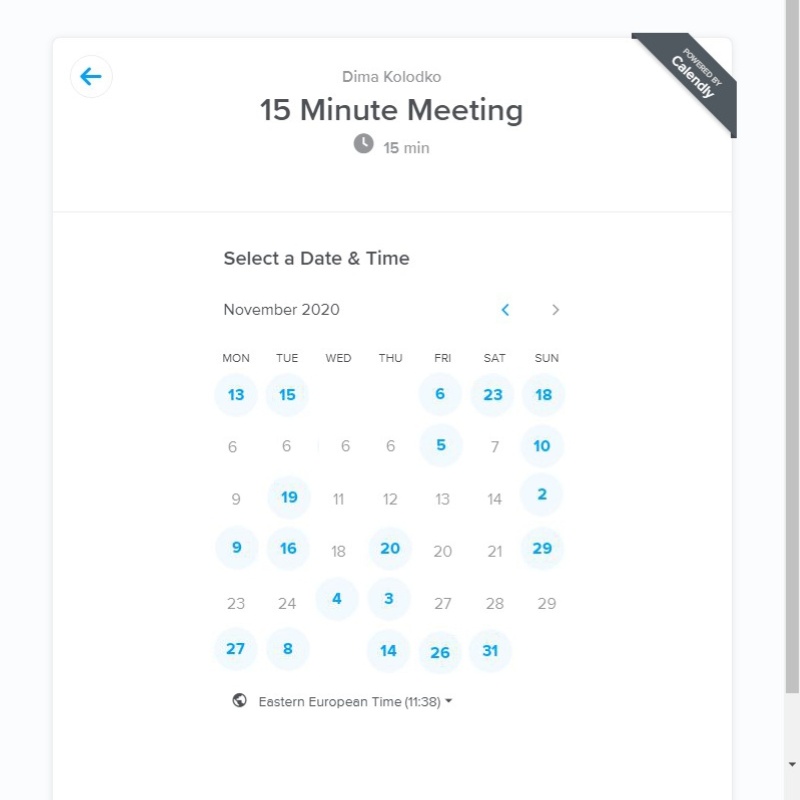 POWERED BY
Calendly
Dima Kolodko
15 Minute Meeting
15 min
Select a Date & Time
November 2020
MON TUE WED THU FRI SAT SUN
13 15 6 23 18
6 6 6 6 5 7 10
9 19 11 12 13 14 2
9 16 18 20 20 21 29
23 24 4 3 27 28 29
27 8 14 26 31
Eastern European Time (11:38)